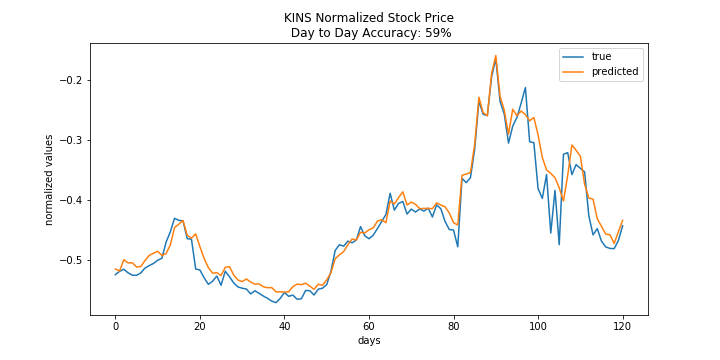 KINS Normalized Stock Price
Day to Day Accuracy: 59%
true
predicted
−0.2
−0.3
−0.4
−0.5
normalized values
0 20 40 60 80 100 120
days